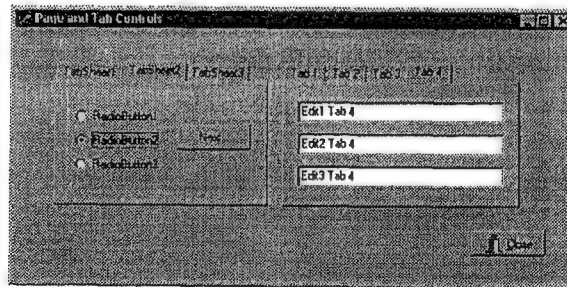 Page and Tab Controls
TabSheet1 TabSheet2 TabSheet3
Tab 1 Tab 2 Tab 3 Tab 4
RadioButton1
RadioButton2
RadioButton3
Next
Edit1 Tab 4
Edit2 Tab 4
Edit3 Tab 4
Close